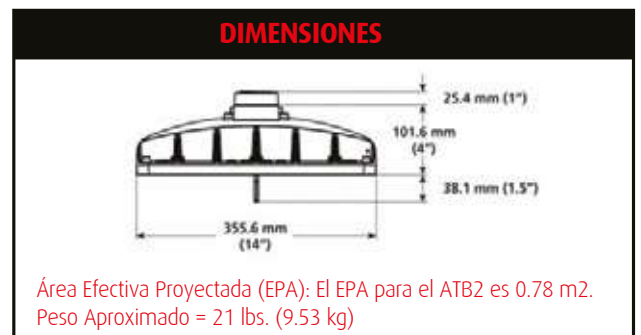 DIMENSIONES
25.4 mm (1")
101.6 mm
(4")
38.1 mm (1.5")
355.6 mm
(14")
Área Efectiva Proyectada (EPA): El EPA para el ATB2 es 0.78 m2.
Peso Aproximado = 21 lbs. (9.53 kg)